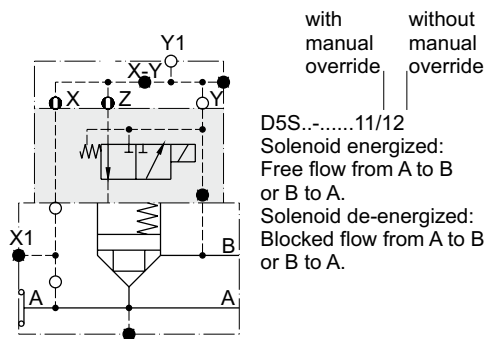 with
manual
override
without
manual
override
D5S..-......11/12
Solenoid energized:
Free flow from A to B
or B to A.
Solenoid de-energized:
Blocked flow from A to B
or B to A.
Y1
X-Y
X
Z
Y
X1
B
A
A